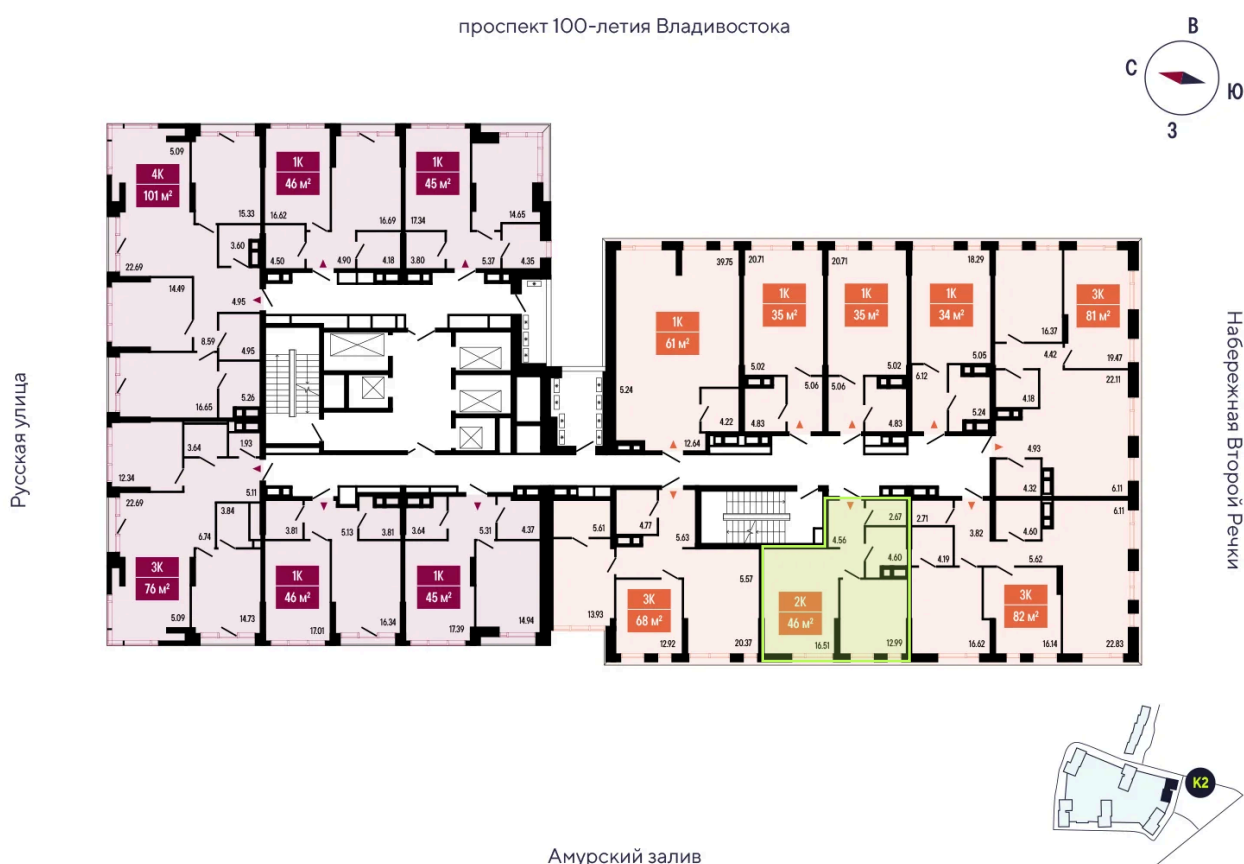 проспект 100-летия Владивостока
В
С
Ю
З
Русская улица
Набережная Второй Речки
5.09
4К
101 м²
15.33
3.60
22.69
14.49
4.95
8.59
4.95
16.65
5.26
1К
46 м²
16.62
16.69
4.50
4.90
4.18
1К
45 м²
17.34
14.65
3.80
5.37
4.35
39.75
1К
61 м²
5.24
4.22
12.64
20.71
1К
35 м²
5.02
5.06
4.83
20.71
1К
35 м²
5.02
5.06
4.83
18.29
1К
34 м²
5.05
6.12
5.24
3К
81 м²
16.37
4.42
19.47
22.11
4.18
4.93
4.32
6.11
3.64
1.93
12.34
22.69
5.11
3.84
6.74
3К
76 м²
5.09
14.73
3.81
5.13
3.81
1К
46 м²
17.01
16.34
3.64
5.31
4.37
1К
45 м²
17.39
14.94
5.61
4.77
5.63
5.57
13.93
3К
68 м²
12.92
20.37
2.67
4.56
4.60
2К
46 м²
16.51
12.99
2.71
3.82
4.60
6.11
4.19
5.62
3К
82 м²
16.62
16.14
22.83
К2
Амурский залив